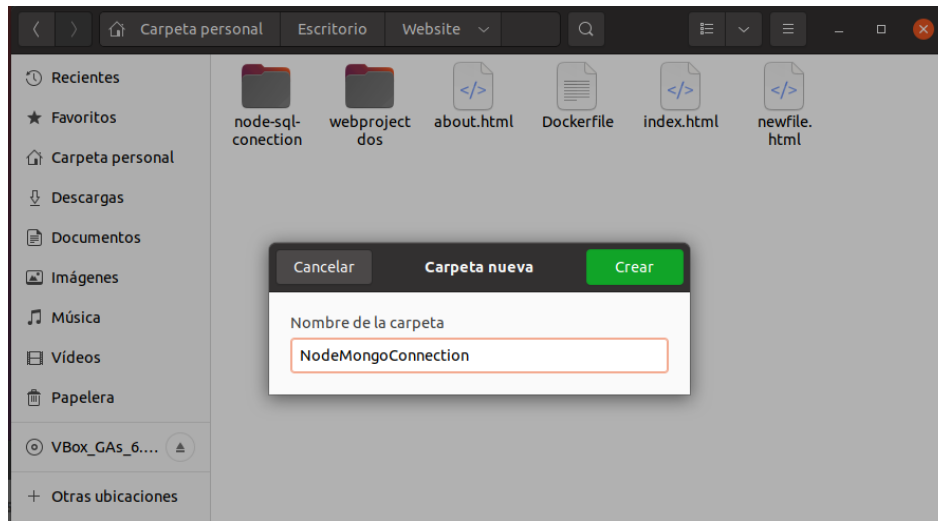 Carpeta personal Escritorio Website
Recientes
Favoritos
Carpeta personal
Descargas
Documentos
Imágenes
Música
Vídeos
Papelera
VBox_GAs_6....
Otras ubicaciones
node-sql-
conection
webproject
dos
about.html
Dockerfile
index.html
newfile.
html
Cancelar Carpeta nueva Crear
Nombre de la carpeta
NodeMongoConnection